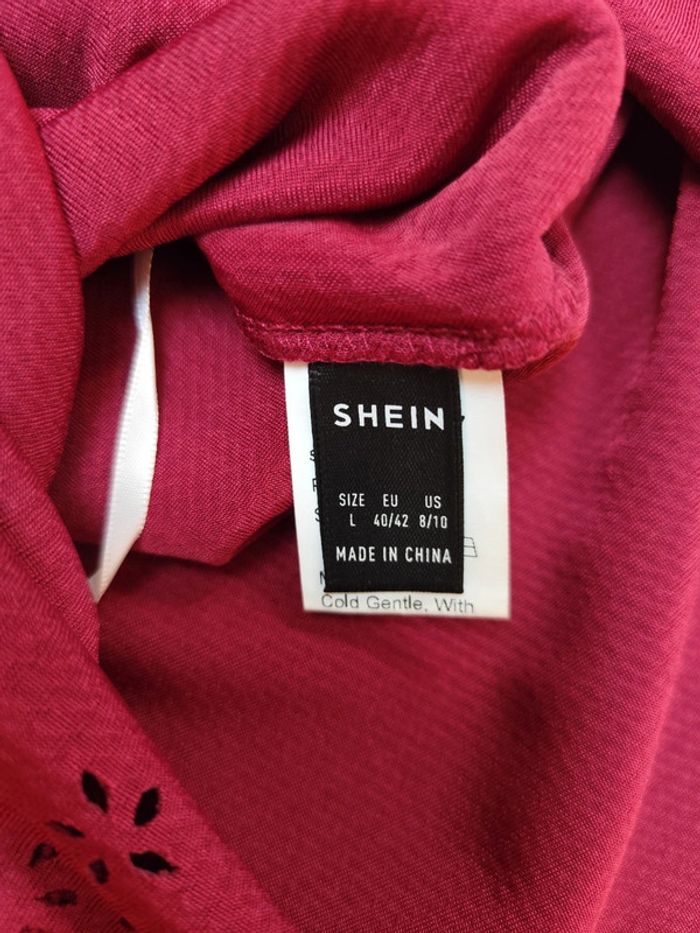 SHEIN
SIZE EU US
L 40/42 8/10
MADE IN CHINA
Cold Gentle, With